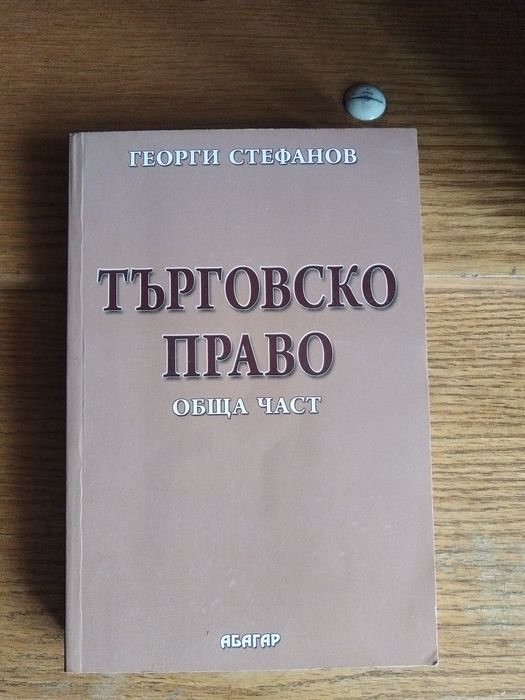 ГЕОРГИ СТЕФАНОВ
ТЪРГОВСКО
ПРАВО
ОБЩА ЧАСТ
АБАГАР